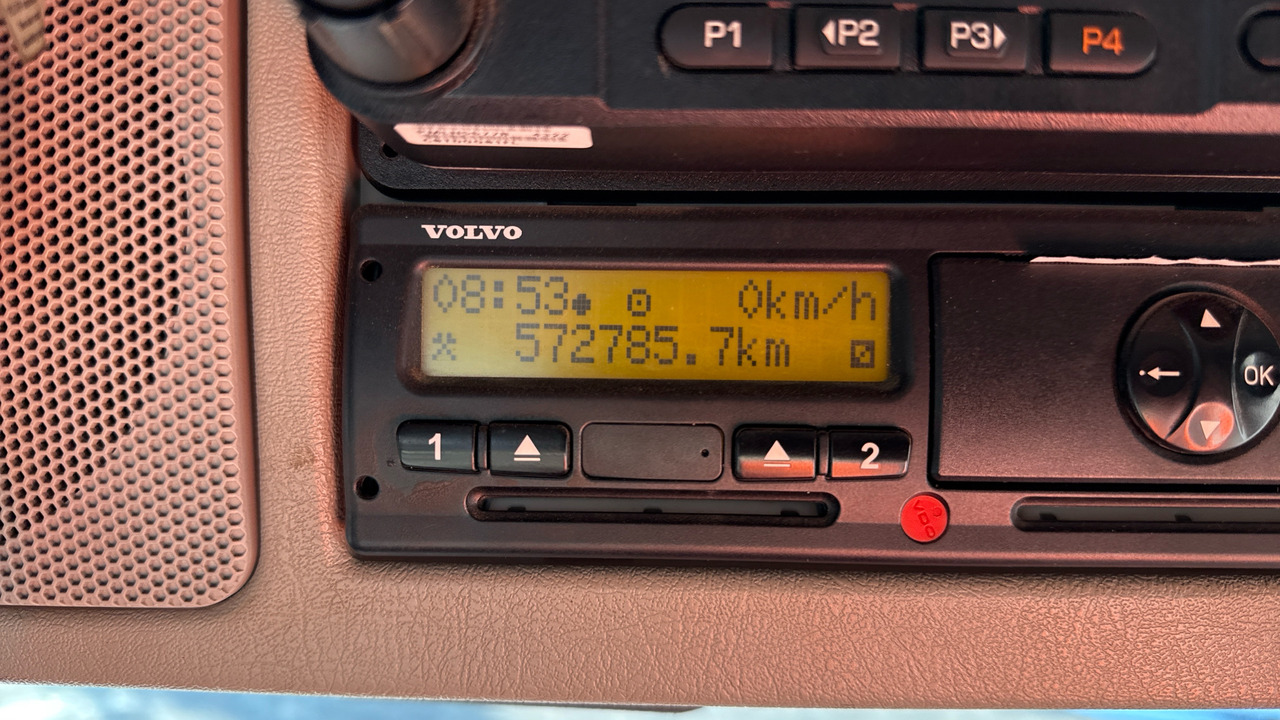 P1 P2 P3 P4
VOLVO
08:53 0km/h
572785.7km
OK
1 2
VDO